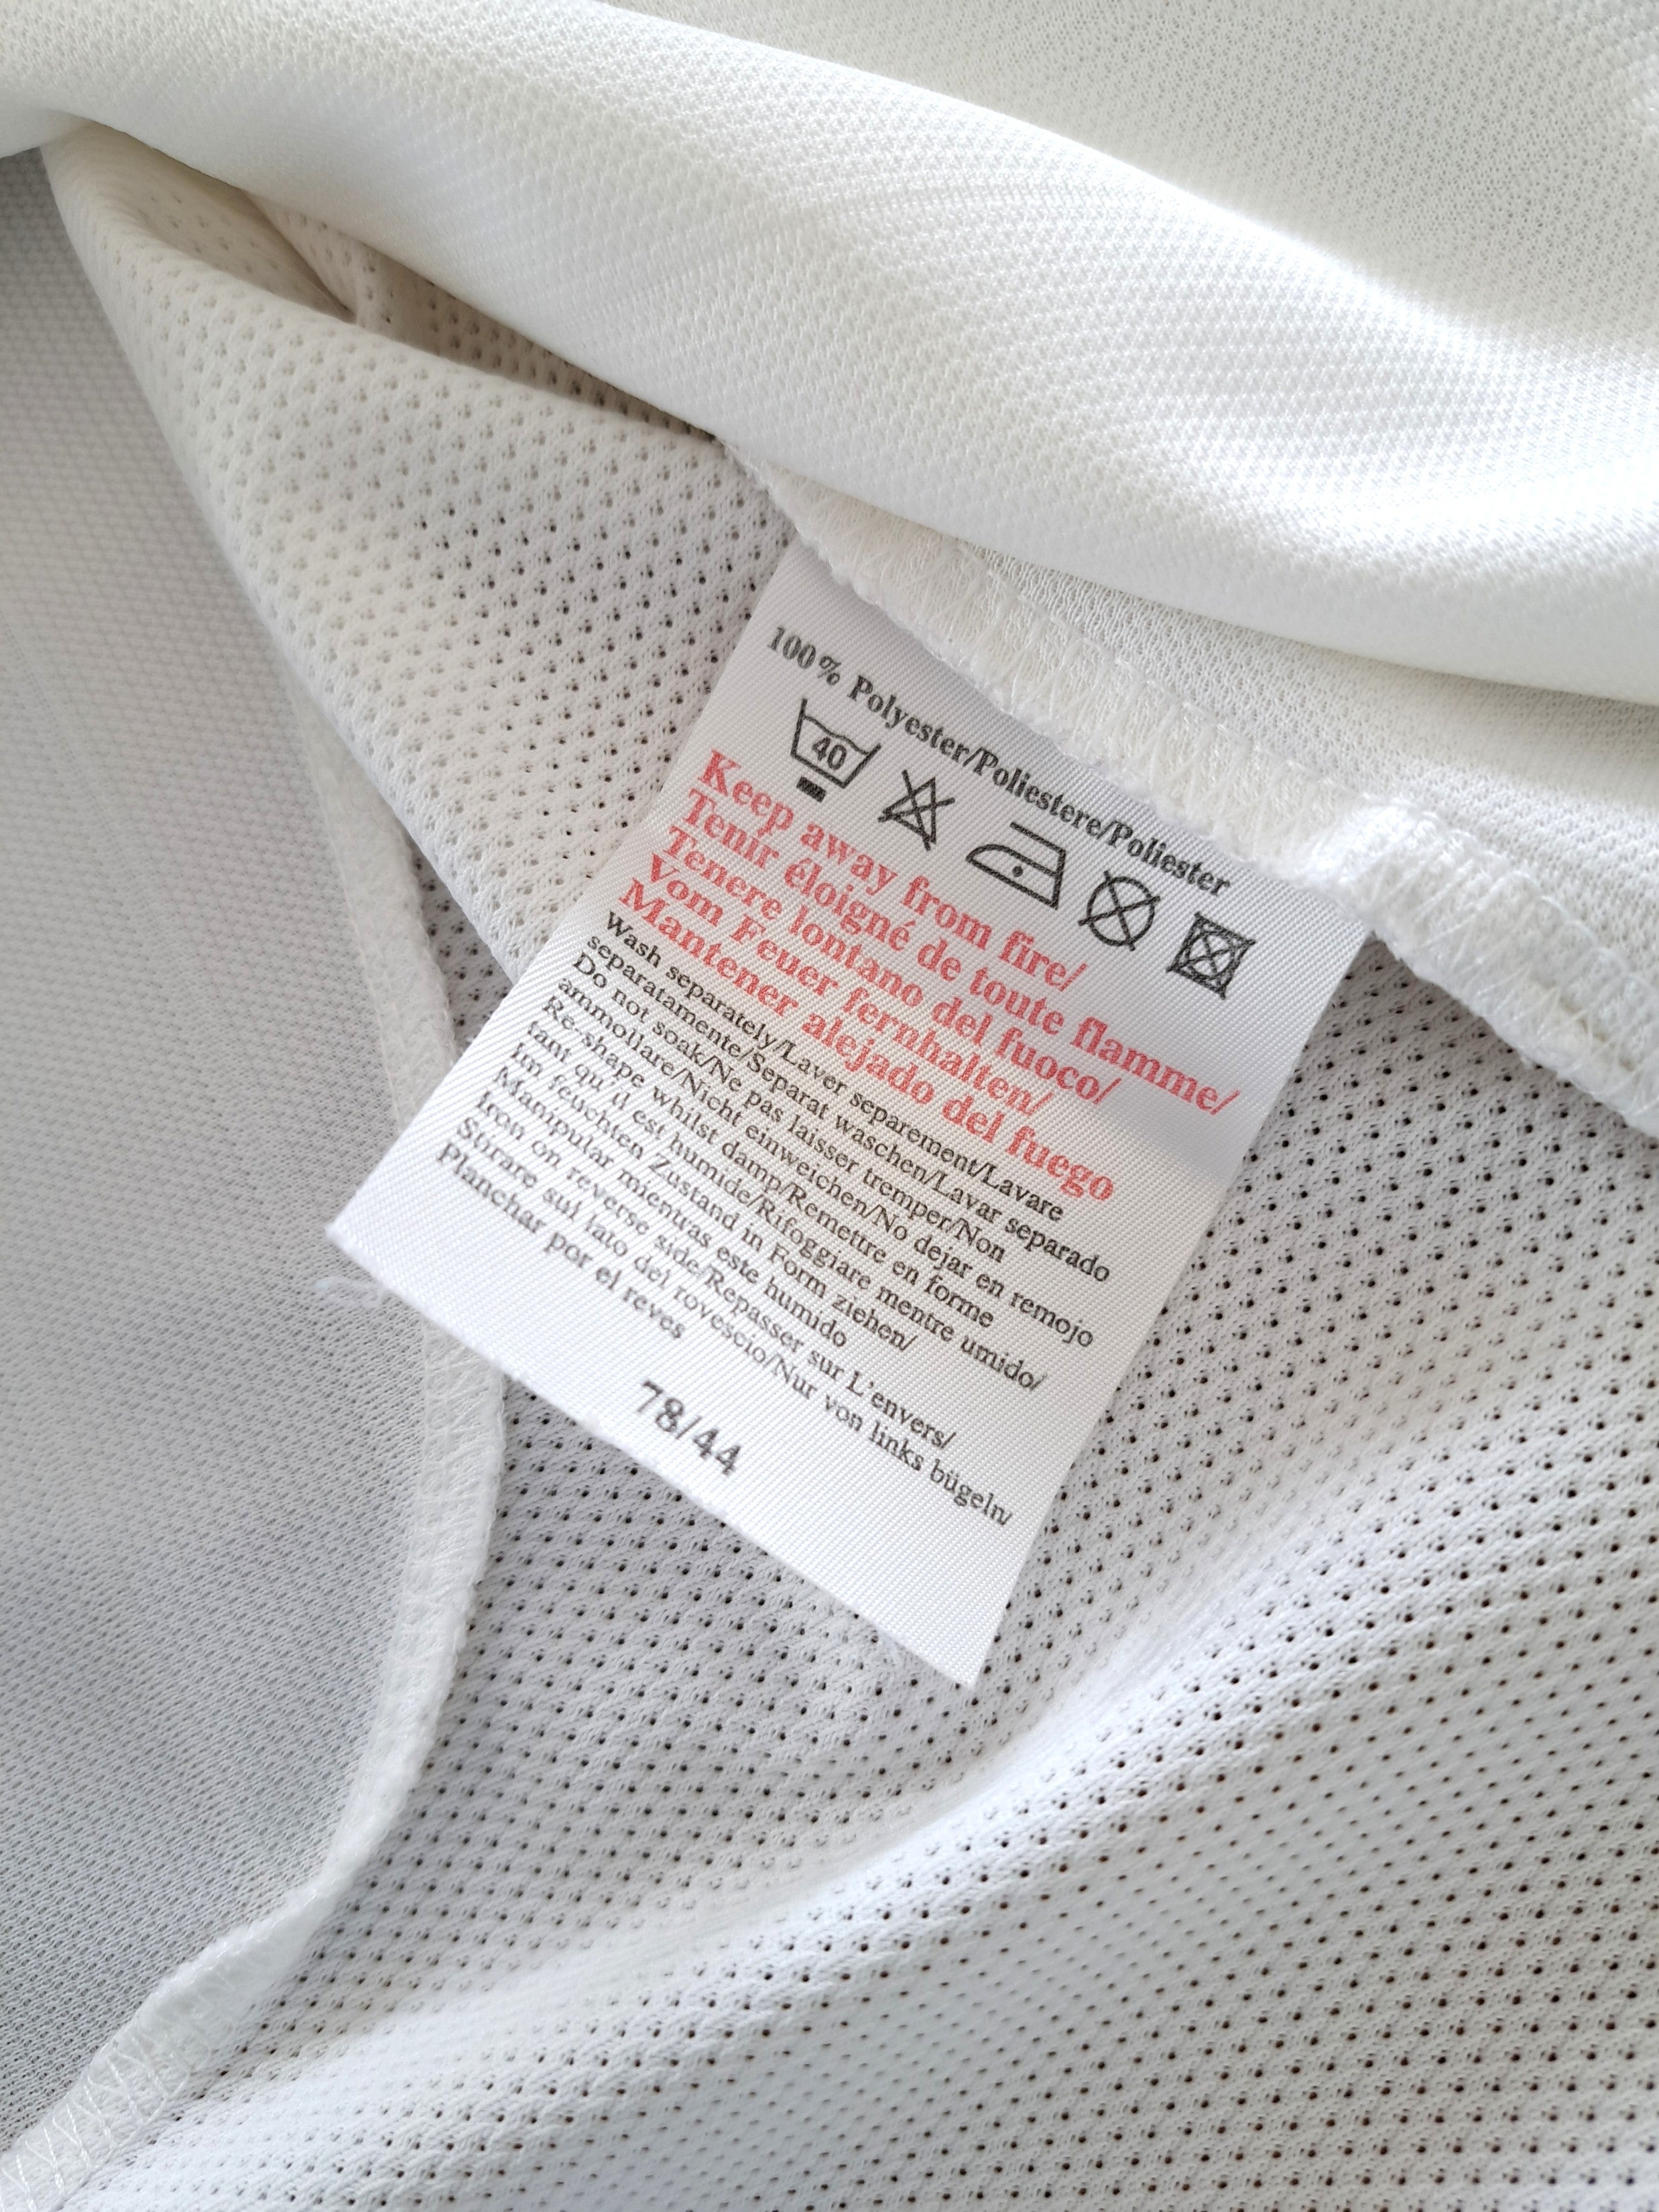 100% Polyester/Poliestere/Poliester
40
Keep away from fire/
Tenir éloigné de toute flamme/
Tenere lontano del fuoco/
Vom Feuer fernhalten/
Mantener alejado del fuego
Wash separately/Laver separement/Lavare
separatamente/Separat waschen/Lavar separado
Do not soak/Ne pas laisser tremper/Non
ammollare/Nicht einweichen/No dejar en remojo
Re-shape whilst damp/Remettre en forme
tant qu'il est humide/Rifoggiare mentre umido/
Im feuchten Zustand in Form ziehen/
Manipular mientras este humido
Iron on reverse side/Repasser sur L'envers/
Stirare sul lato del rovescio/Nur von links bügeln/
Planchar por el reves
78/44